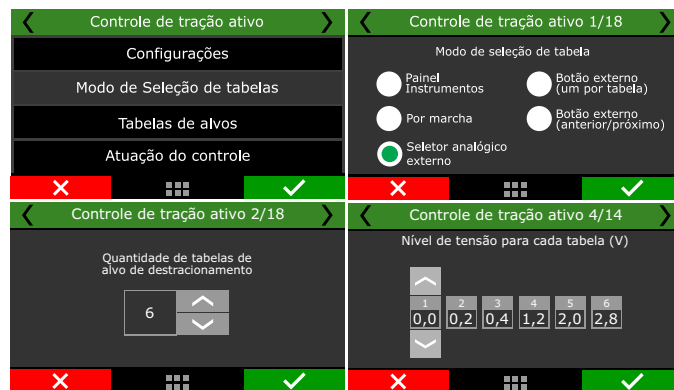 Controle de tração ativo
Configurações
Modo de Seleção de tabelas
Tabelas de alvos
Atuação do controle
Controle de tração ativo 1/18
Modo de seleção de tabela
Painel
Instrumentos
Botão externo
(um por tabela)
Por marcha
Botão externo
(anterior/próximo)
Seletor analógico
externo
Controle de tração ativo 2/18
Quantidade de tabelas de
alvo de destracionamento
6
Controle de tração ativo 4/14
Nível de tensão para cada tabela (V)
1 2 3 4 5 6
0,0 0,2 0,4 1,2 2,0 2,8